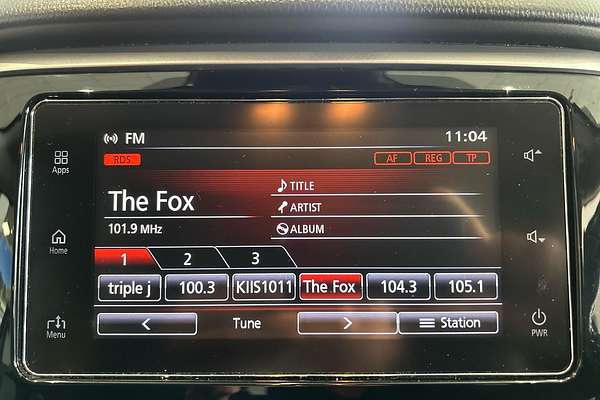 FM
11:04
RDS
AF REG TP
Apps
The Fox
101.9 MHz
TITLE
ARTIST
ALBUM
Home
1 2 3
triple j 100.3 KIIS1011 The Fox 104.3 105.1
< Tune > Station
Menu
PWR